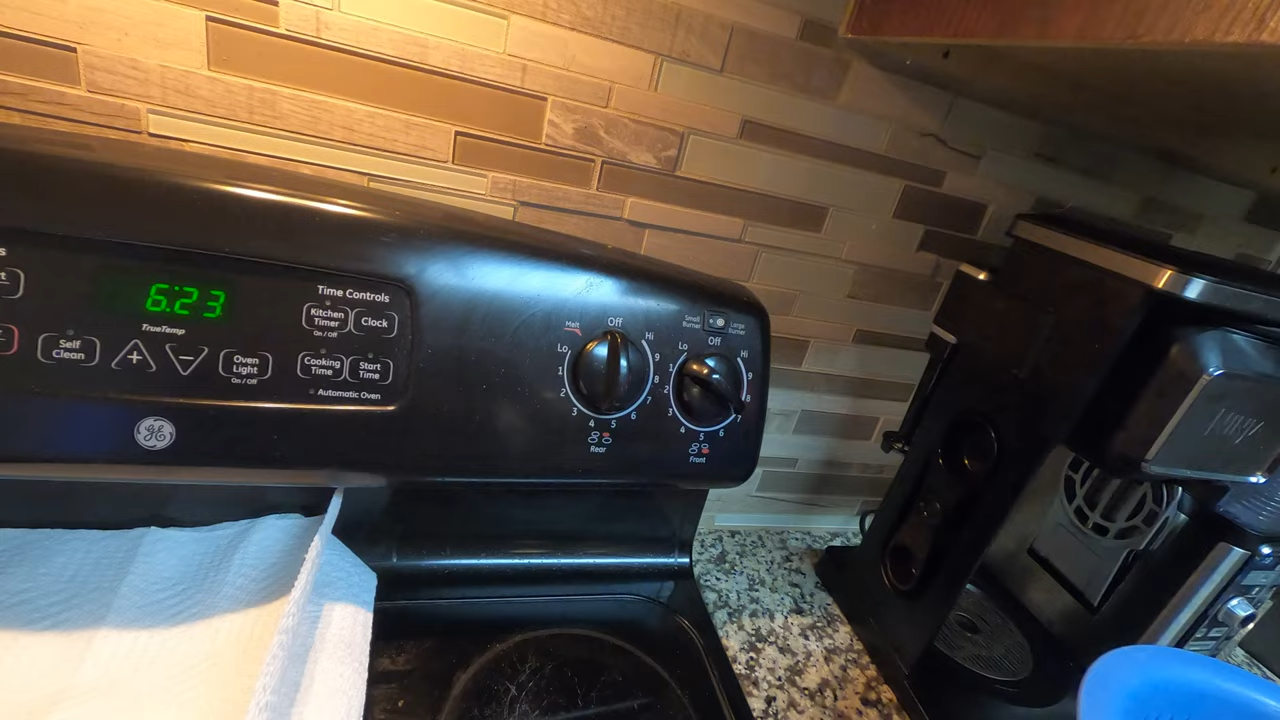 6:23
TrueTemp
Self
Clean
+
−
Oven
Light
On / Off
Time Controls
Kitchen
Timer
On / Off
Clock
Cooking
Time
Start
Time
Automatic Oven
GE
Melt
Off
Lo
Hi
1
2
3
4
5
6
7
8
9
Rear
Small
Burner
Large
Burner
Off
Lo
Hi
1
2
3
4
5
6
7
8
9
Front